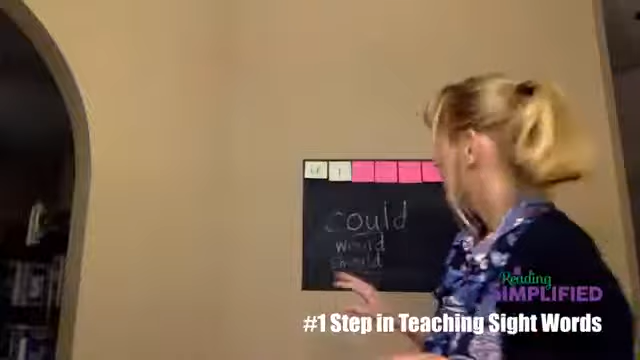 could
would
should
Reading
SIMPLIFIED
#1 Step in Teaching Sight Words